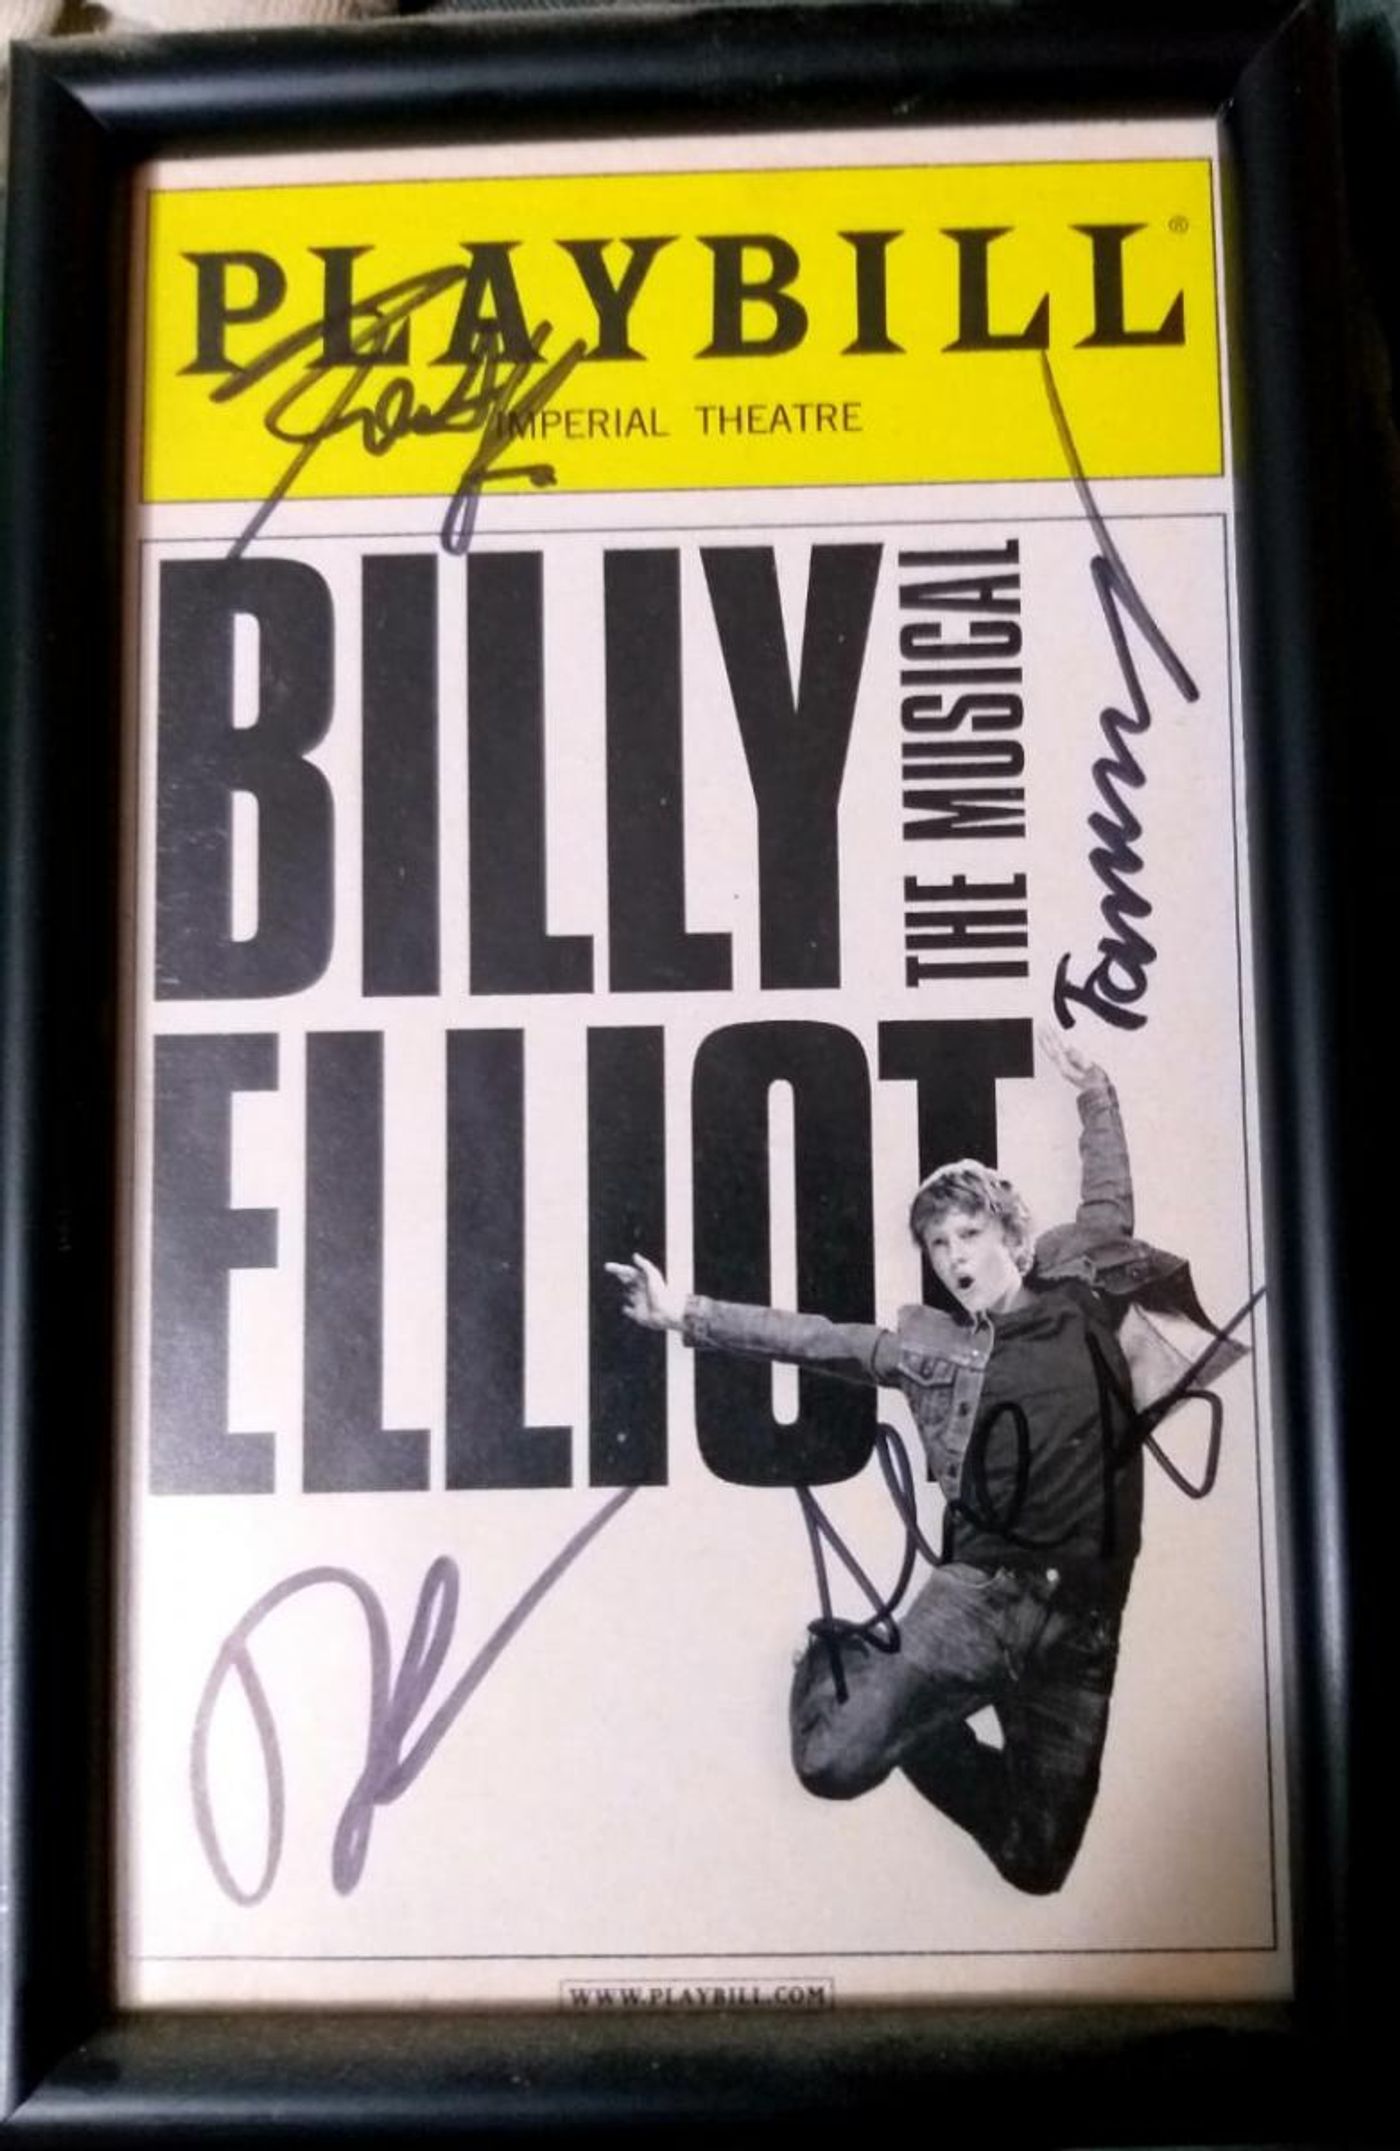 PLAYBILL®
IMPERIAL THEATRE
BILLY
THE MUSICAL
ELLIOT
Tommy
WWW.PLAYBILL.COM